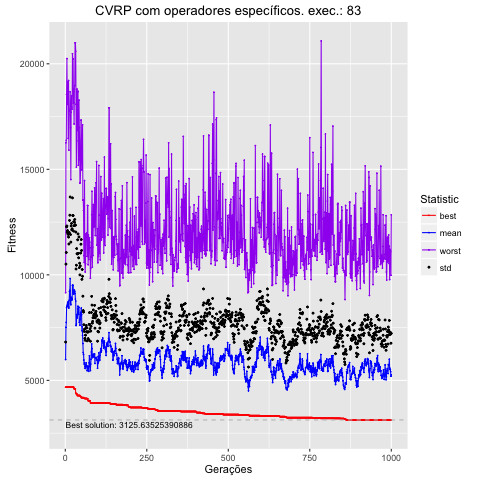 CVRP com operadores específicos. exec.: 83
Fitness
20000
15000
10000
5000
Best solution: 3125.63525390886
0
250
500
750
1000
Gerações
Statistic
best
mean
worst
std